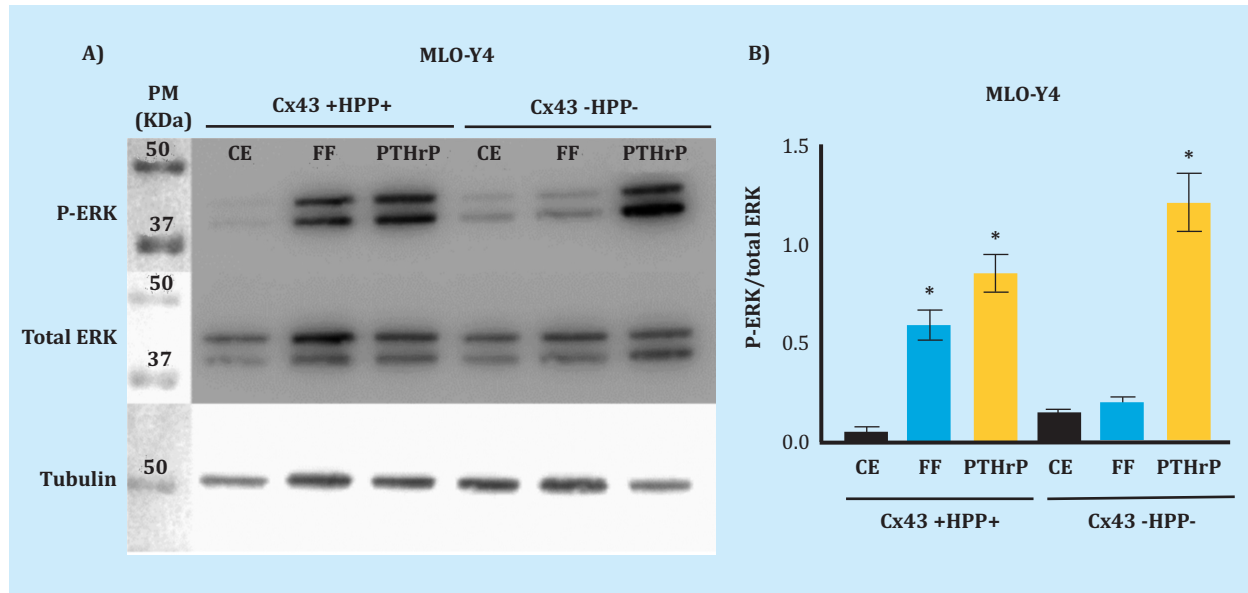 A)
MLO-Y4
PM
(KDa)
Cx43 +HPP+
Cx43 -HPP-
CE FF PTHrP CE FF PTHrP
50
P-ERK
37
50
Total ERK
37
Tubulin
50
B)
MLO-Y4
P-ERK/total ERK
1.5
1.0
0.5
0.0
*
*
*
CE FF PTHrP CE FF PTHrP
Cx43 +HPP+
Cx43 -HPP-